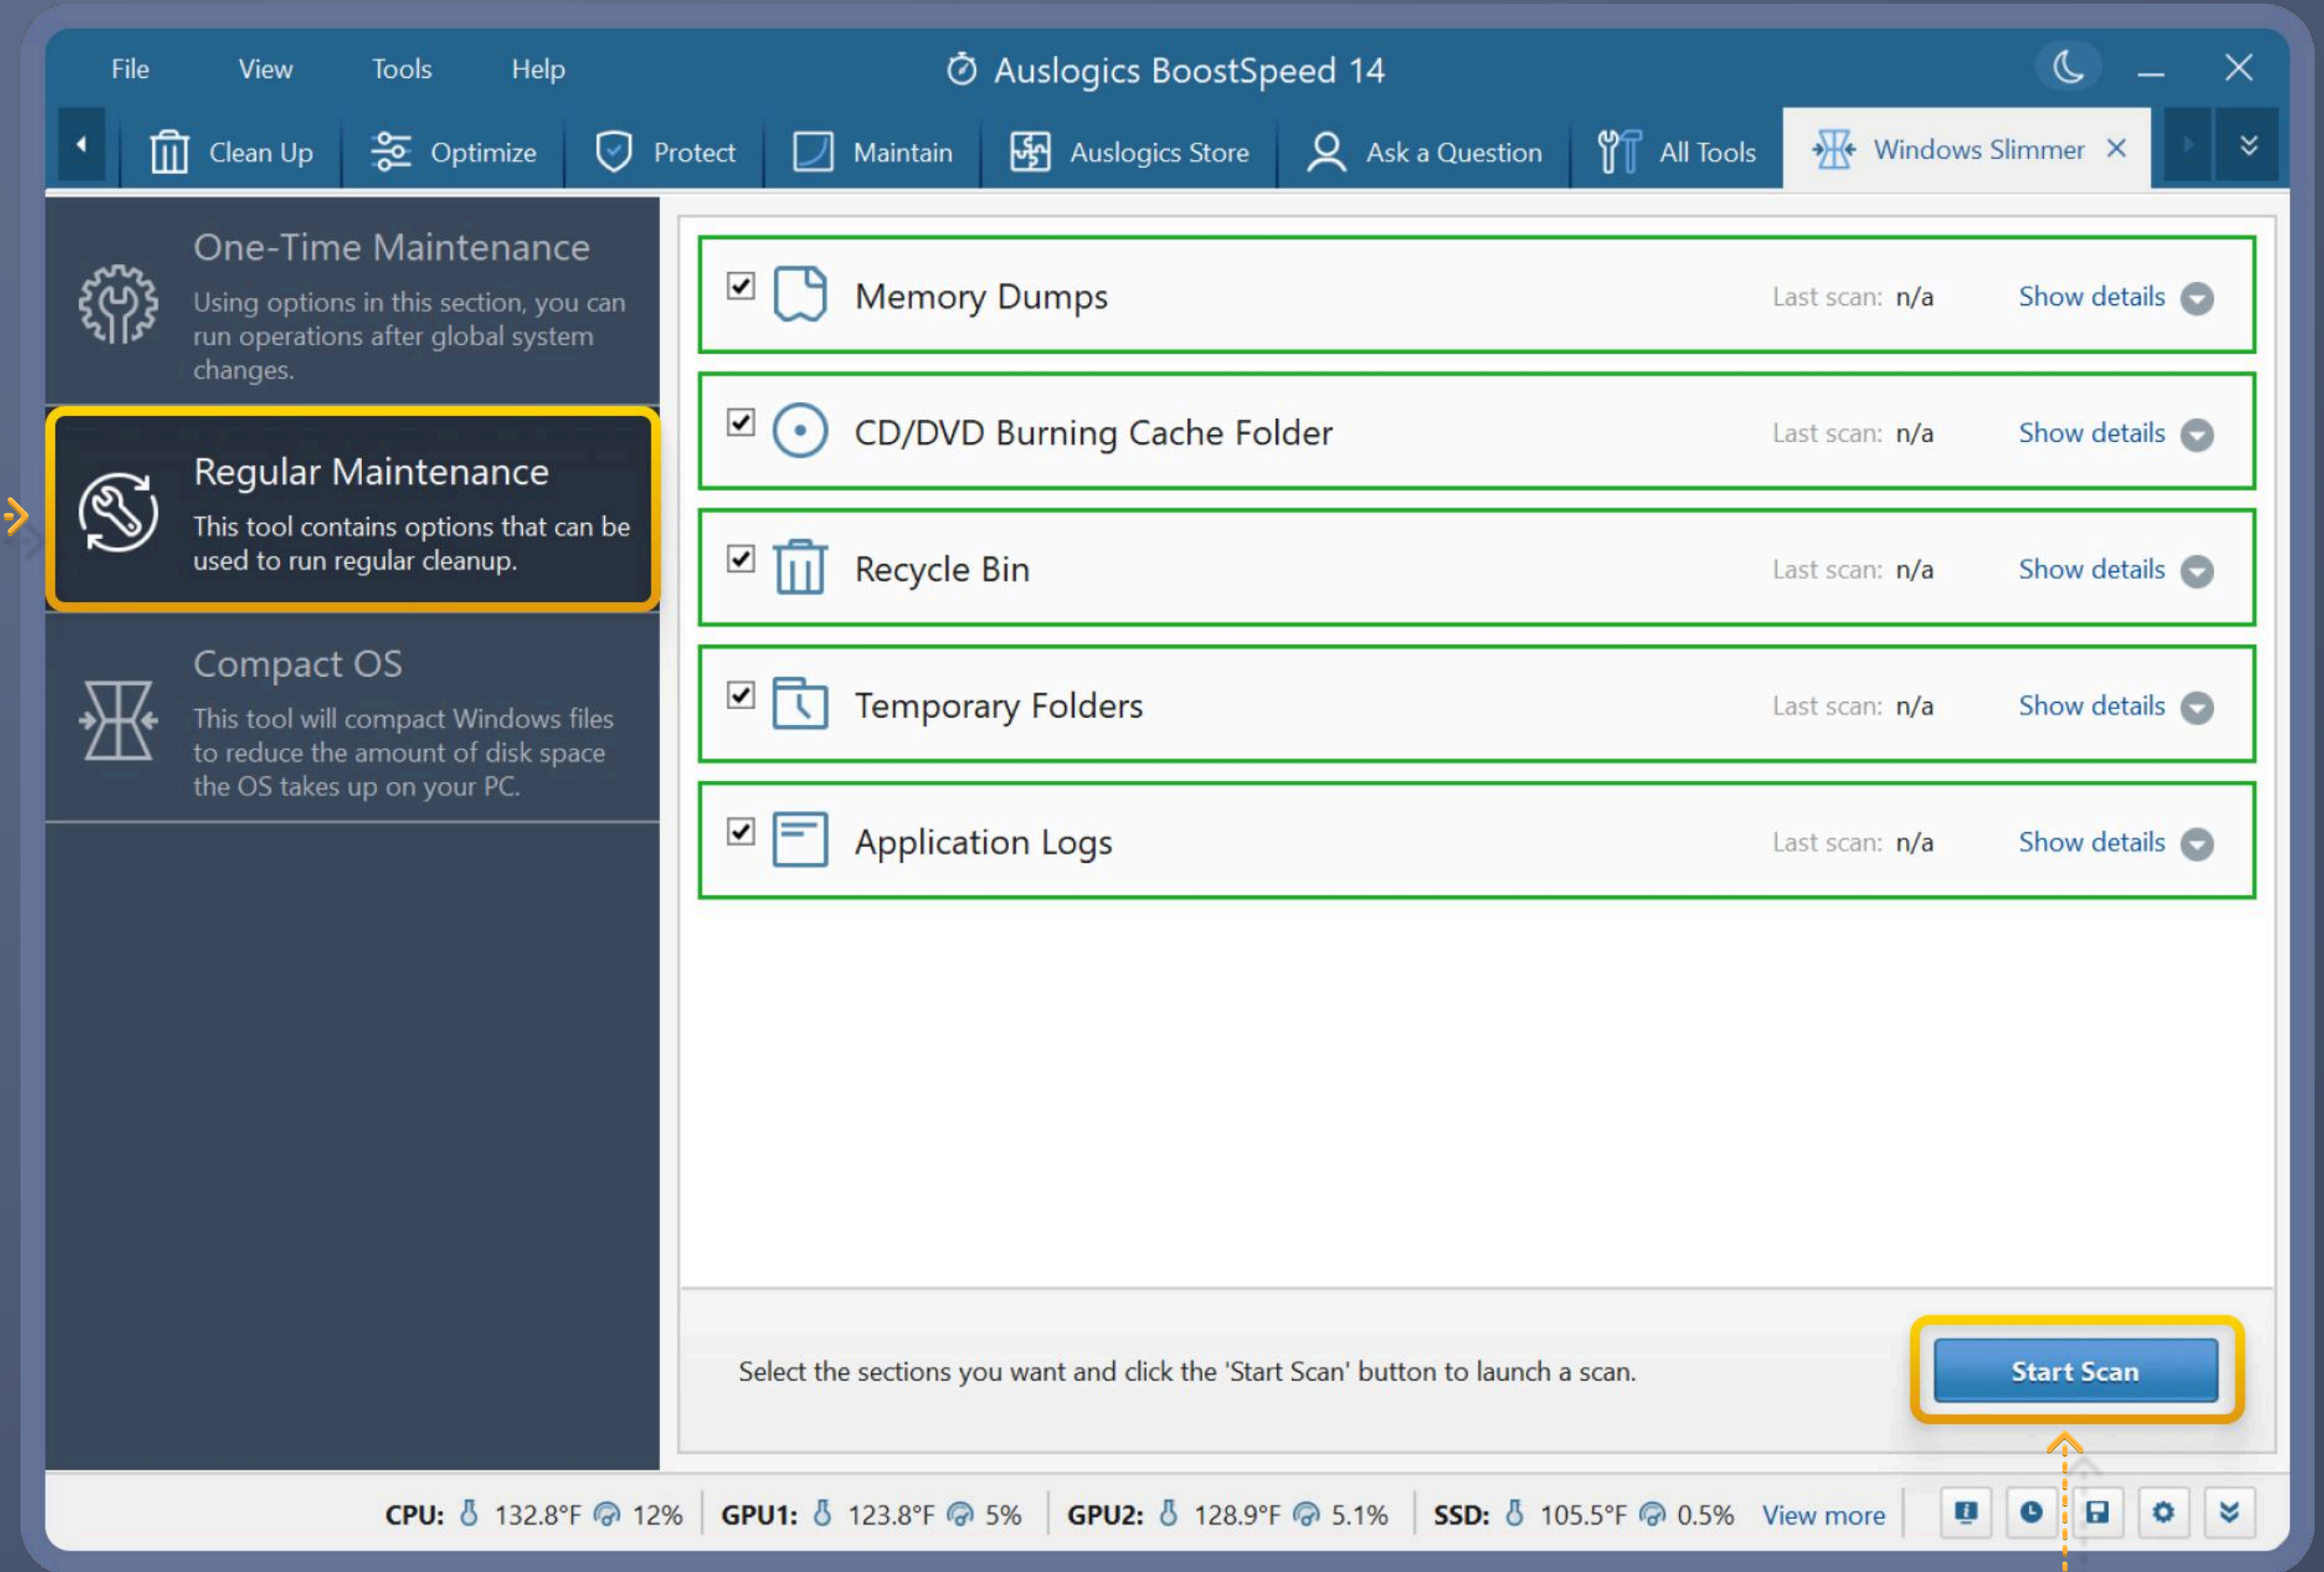 File View Tools Help Auslogics BoostSpeed 14
Clean Up Optimize Protect Maintain Auslogics Store Ask a Question All Tools Windows Slimmer
One-Time Maintenance
Using options in this section, you can
run operations after global system
changes.
Regular Maintenance
This tool contains options that can be
used to run regular cleanup.
Compact OS
This tool will compact Windows files
to reduce the amount of disk space
the OS takes up on your PC.
Memory Dumps Last scan: n/a Show details
CD/DVD Burning Cache Folder Last scan: n/a Show details
Recycle Bin Last scan: n/a Show details
Temporary Folders Last scan: n/a Show details
Application Logs Last scan: n/a Show details
Select the sections you want and click the 'Start Scan' button to launch a scan. Start Scan
CPU: 132.8°F 12% GPU1: 123.8°F 5% GPU2: 128.9°F 5.1% SSD: 105.5°F 0.5% View more